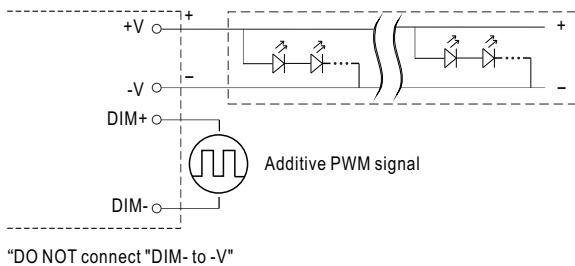 +V
+
+
-V
–
–
DIM+
Additive PWM signal
DIM-
“DO NOT connect "DIM- to -V"